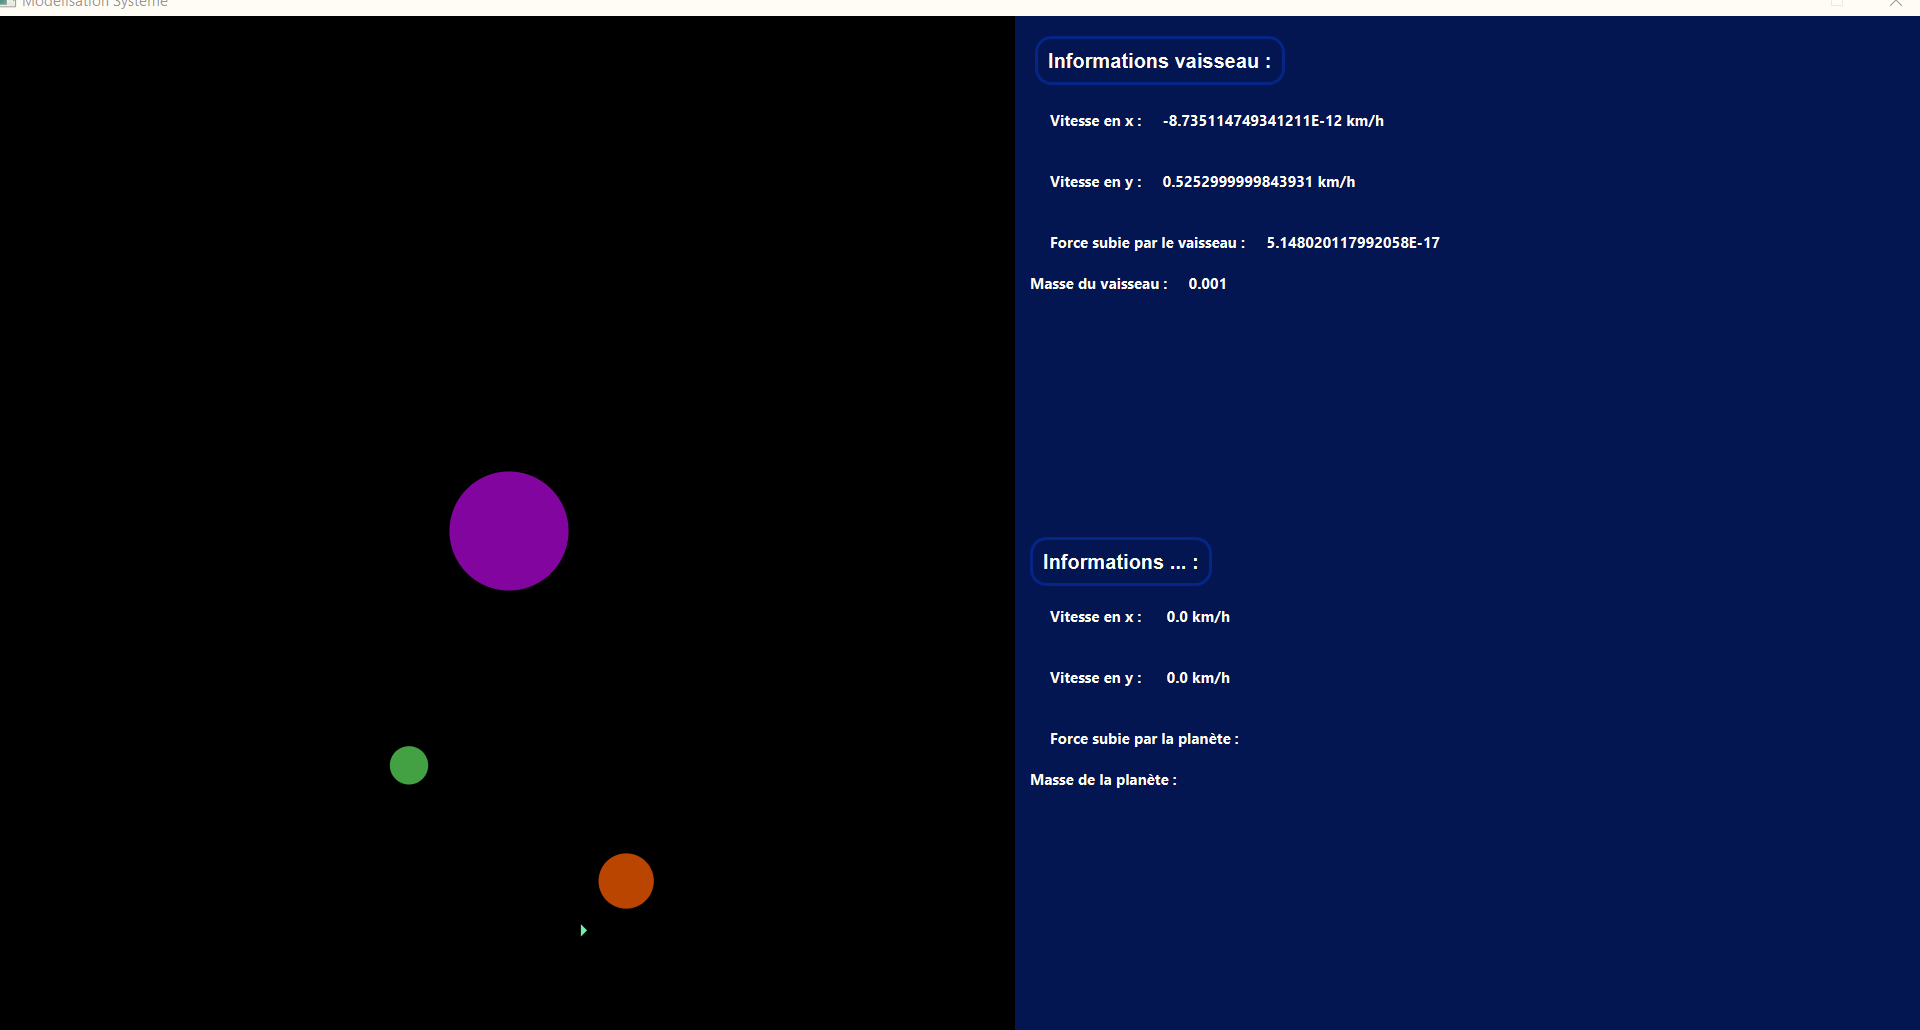 Modélisation Système
Informations vaisseau :
Vitesse en x : -8.735114749341211E-12 km/h
Vitesse en y : 0.5252999999843931 km/h
Force subie par le vaisseau : 5.148020117992058E-17
Masse du vaisseau : 0.001
Informations ... :
Vitesse en x : 0.0 km/h
Vitesse en y : 0.0 km/h
Force subie par la planète :
Masse de la planète :